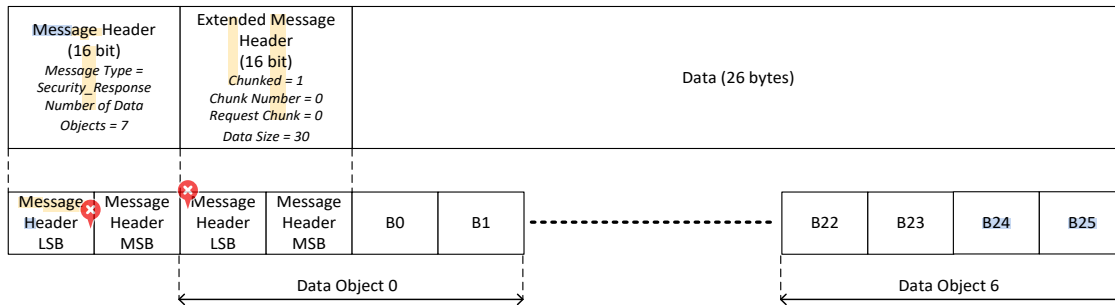 Message Header
(16 bit)
Message Type =
Security_Response
Number of Data
Objects = 7
Extended Message
Header
(16 bit)
Chunked = 1
Chunk Number = 0
Request Chunk = 0
Data Size = 30
Data (26 bytes)
Message
Header
LSB
Message
Header
MSB
Message
Header
LSB
Message
Header
MSB
B0
B1
B22
B23
B24
B25
Data Object 0
Data Object 6